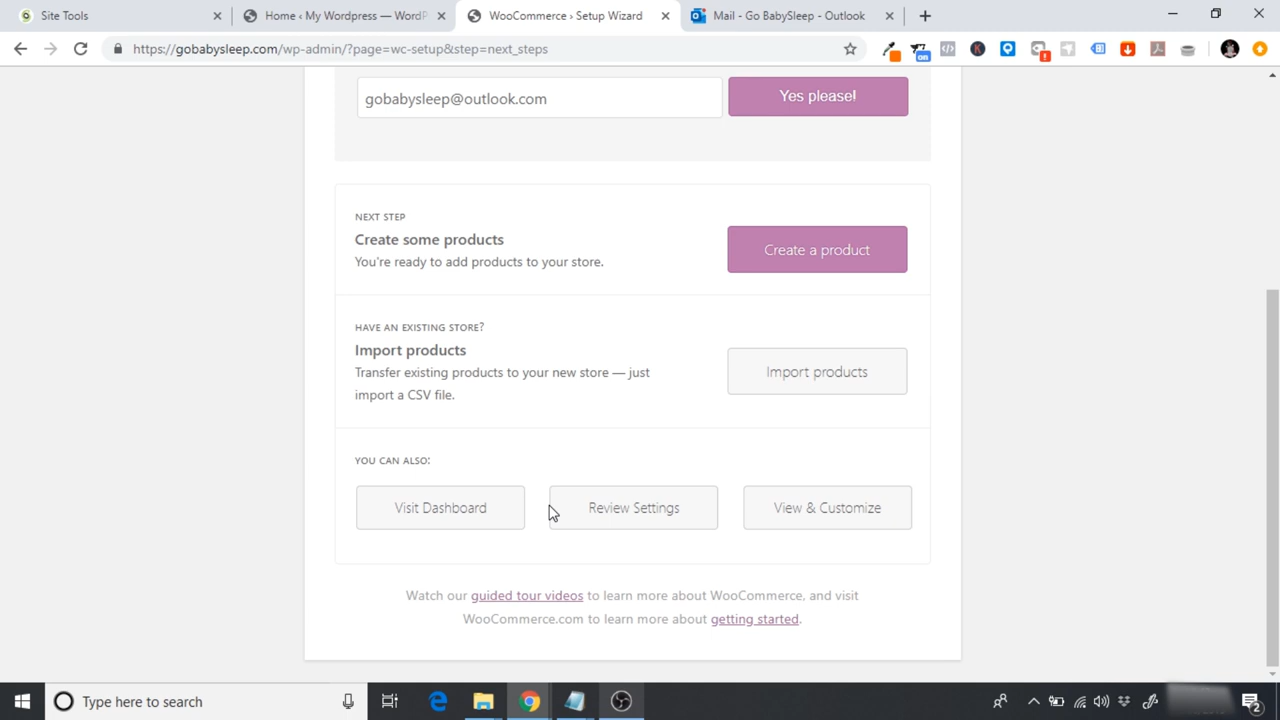 Site Tools
Home ‹ My Wordpress — WordP
WooCommerce › Setup Wizard
Mail - Go BabySleep - Outlook
https://gobabysleep.com/wp-admin/?page=wc-setup&step=next_steps
on
gobabysleep@outlook.com
Yes please!
NEXT STEP
Create some products
You're ready to add products to your store.
Create a product
HAVE AN EXISTING STORE?
Import products
Transfer existing products to your new store — just
import a CSV file.
Import products
YOU CAN ALSO:
Visit Dashboard
Review Settings
View & Customize
Watch our guided tour videos to learn more about WooCommerce, and visit
WooCommerce.com to learn more about getting started.
Type here to search
2